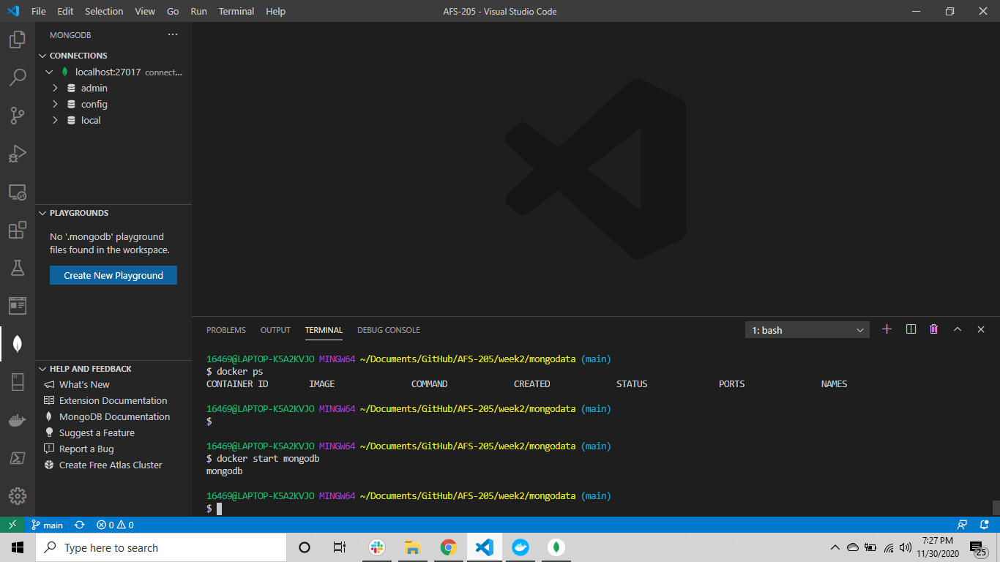 File Edit Selection View Go Run Terminal Help AFS-205 - Visual Studio Code
MONGODB
CONNECTIONS
localhost:27017 connect...
admin
config
local
PLAYGROUNDS
No '.mongodb' playground
files found in the workspace.
Create New Playground
HELP AND FEEDBACK
What's New
Extension Documentation
MongoDB Documentation
Suggest a Feature
Report a Bug
Create Free Atlas Cluster
PROBLEMS OUTPUT TERMINAL DEBUG CONSOLE 1: bash
16469@LAPTOP-K5A2KVJO MINGW64 ~/Documents/GitHub/AFS-205/week2/mongodata (main)
$ docker ps
CONTAINER ID IMAGE COMMAND CREATED STATUS PORTS NAMES
16469@LAPTOP-K5A2KVJO MINGW64 ~/Documents/GitHub/AFS-205/week2/mongodata (main)
$
16469@LAPTOP-K5A2KVJO MINGW64 ~/Documents/GitHub/AFS-205/week2/mongodata (main)
$ docker start mongodb
mongodb
16469@LAPTOP-K5A2KVJO MINGW64 ~/Documents/GitHub/AFS-205/week2/mongodata (main)
$
main 0 0
Type here to search
7:27 PM
11/30/2020
25